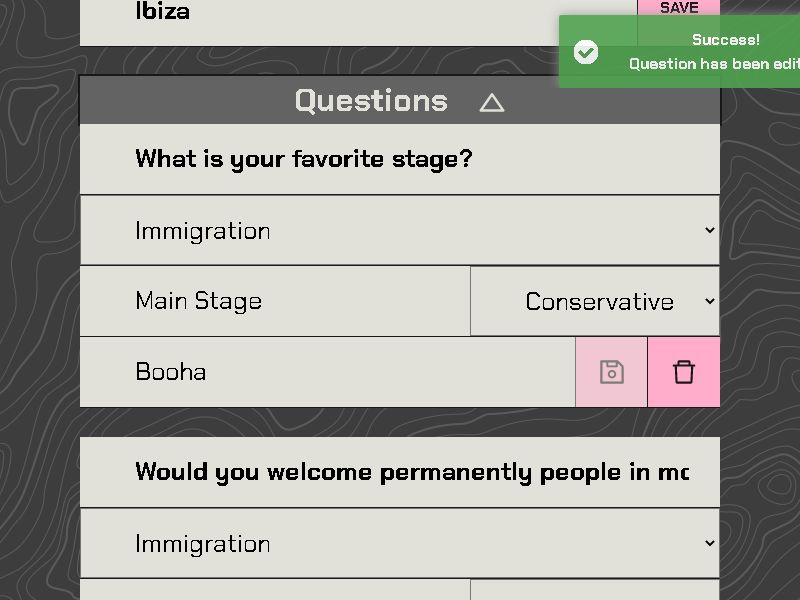 Ibiza
SAVE
Success!
Question has been edit
Questions
What is your favorite stage?
Immigration
Main Stage
Conservative
Booha
Would you welcome permanently people in
Immigration